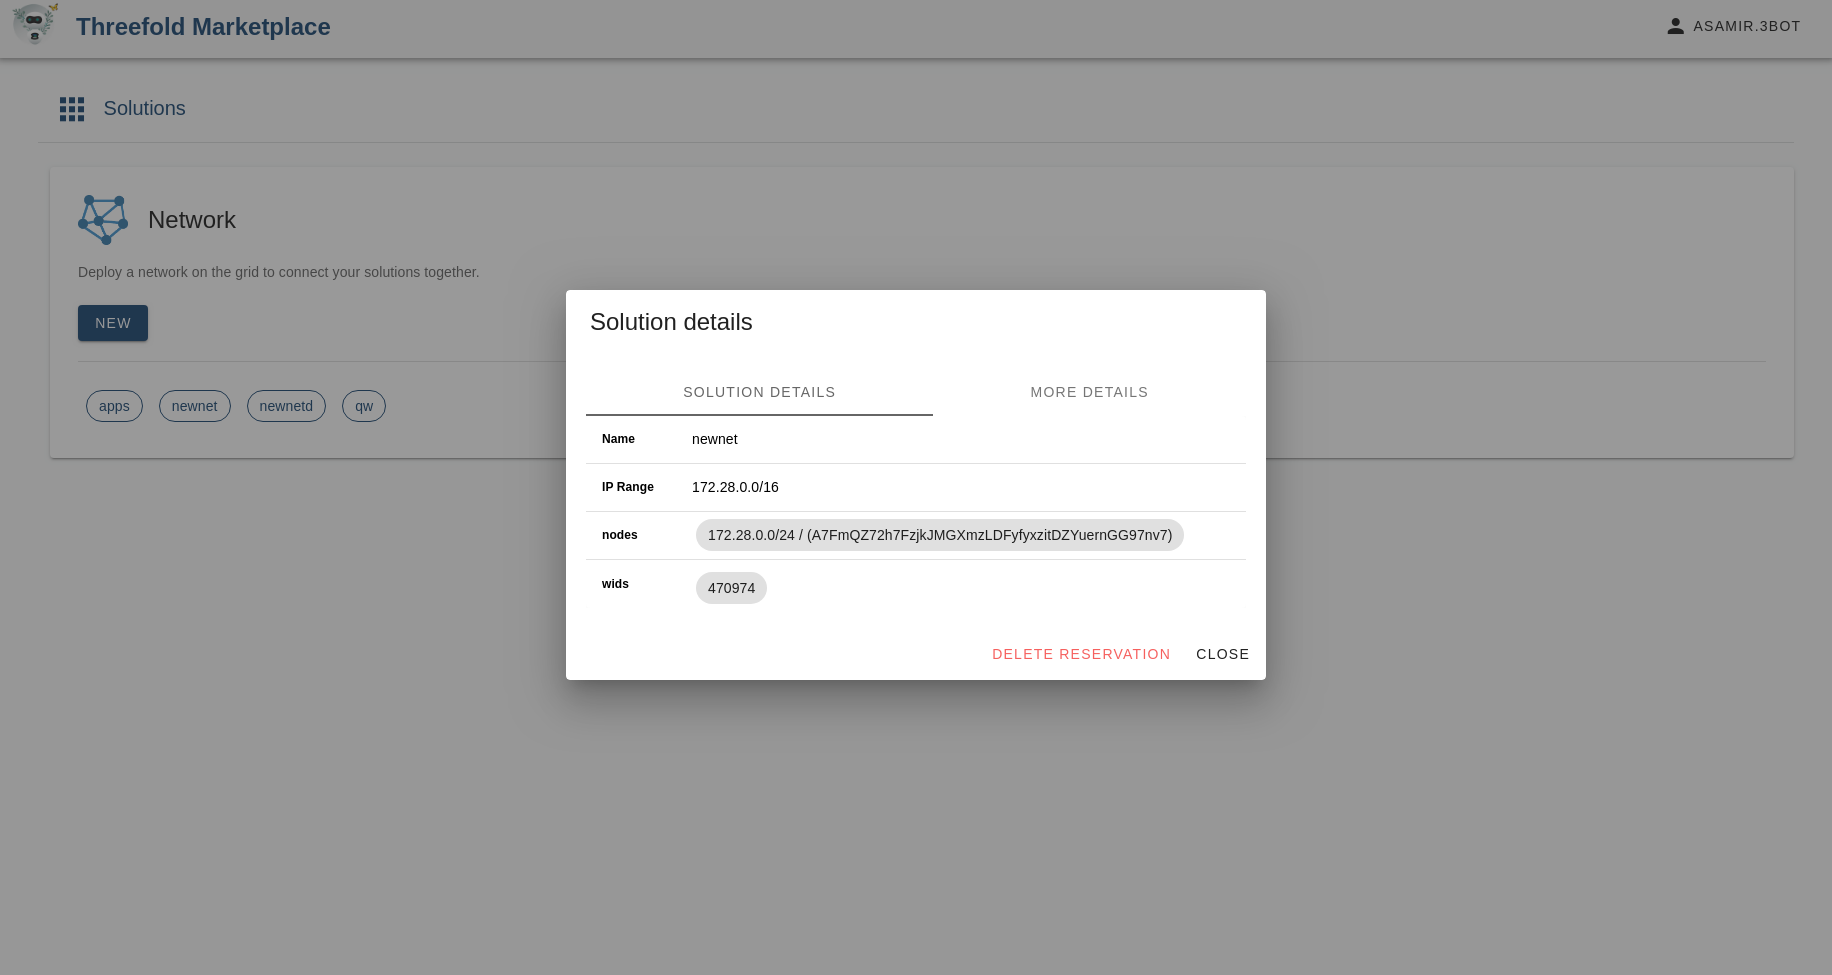 Threefold Marketplace
ASAMIR.3BOT
Solutions
Network
Deploy a network on the grid to connect your solutions together.
NEW
apps newnet newnetd qw
Solution details
SOLUTION DETAILS MORE DETAILS
Name newnet
IP Range 172.28.0.0/16
nodes 172.28.0.0/24 / (A7FmQZ72h7FzjkJMGXmzLDFyfyxzitDZYuernGG97nv7)
wids 470974
DELETE RESERVATION CLOSE